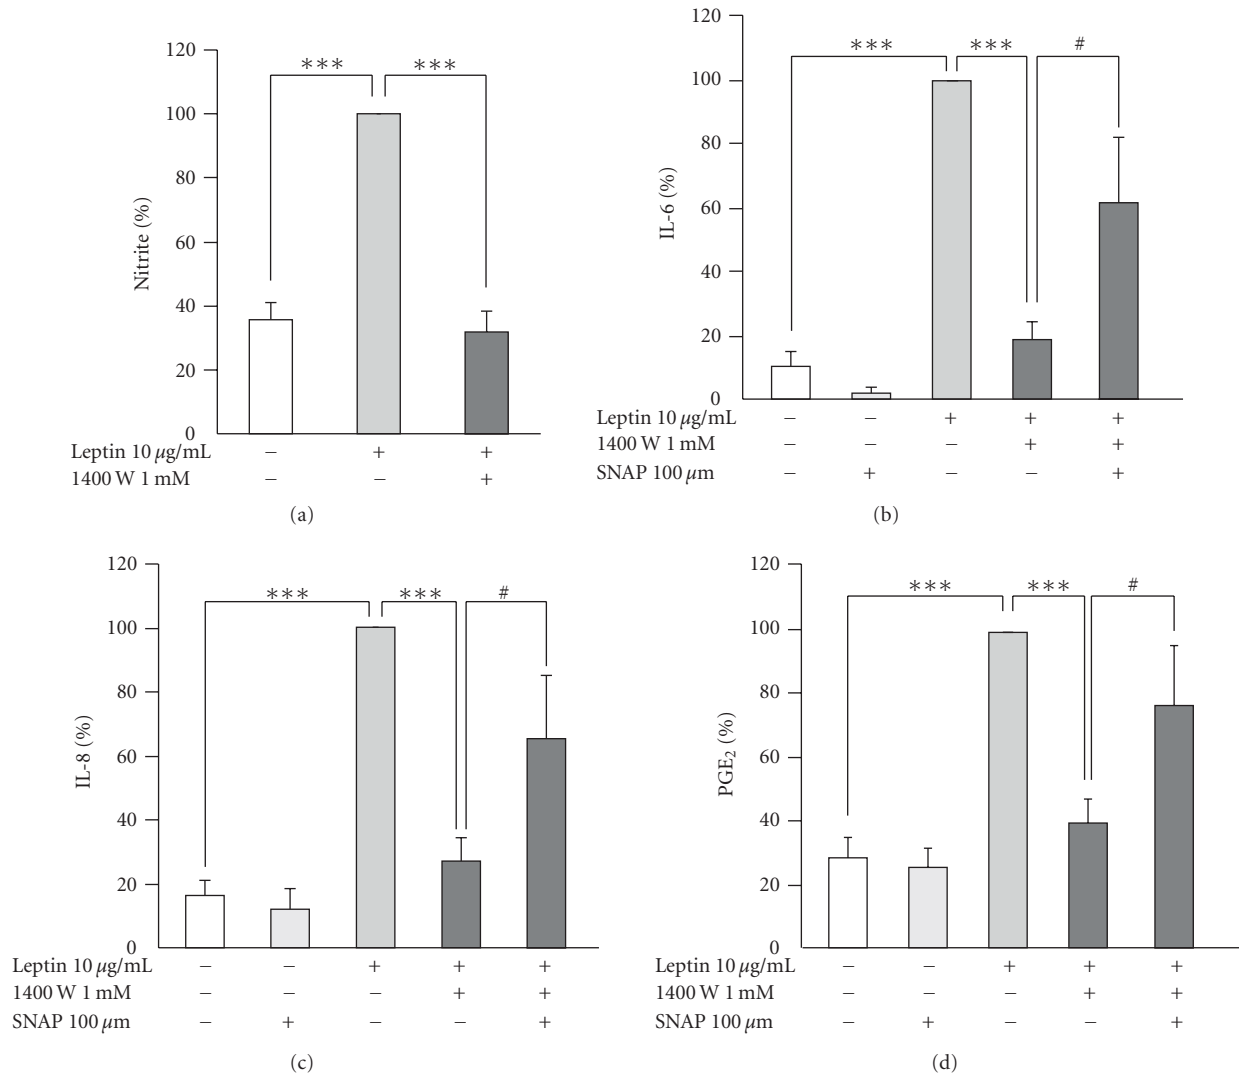 120
100
80
60
40
20
0
Nitrite (%)
*** ***
Leptin 10 μg/mL − + +
1400 W 1 mM − − +
(a)
120
100
80
60
40
20
0
IL-6 (%)
*** *** #
Leptin 10 μg/mL − − + + +
1400 W 1 mM − − − + +
SNAP 100 μm − + − − +
(b)
120
100
80
60
40
20
0
IL-8 (%)
*** *** #
Leptin 10 μg/mL − − + + +
1400 W 1 mM − − − + +
SNAP 100 μm − + − − +
(c)
120
100
80
60
40
20
0
PGE₂ (%)
*** *** #
Leptin 10 μg/mL − − + + +
1400 W 1 mM − − − + +
SNAP 100 μm − + − − +
(d)